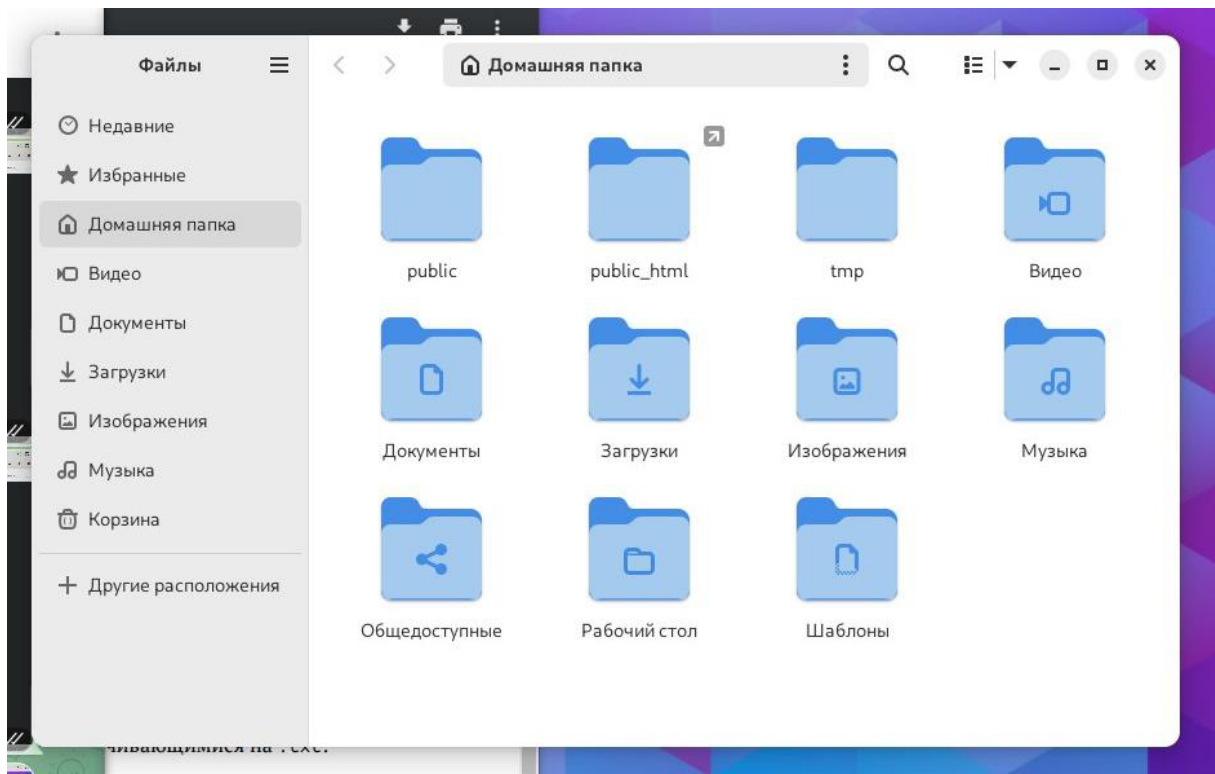 Файлы
Домашняя папка
Недавние
Избранные
Домашняя папка
Видео
Документы
Загрузки
Изображения
Музыка
Корзина
Другие расположения
public
public_html
tmp
Видео
Документы
Загрузки
Изображения
Музыка
Общедоступные
Рабочий стол
Шаблоны